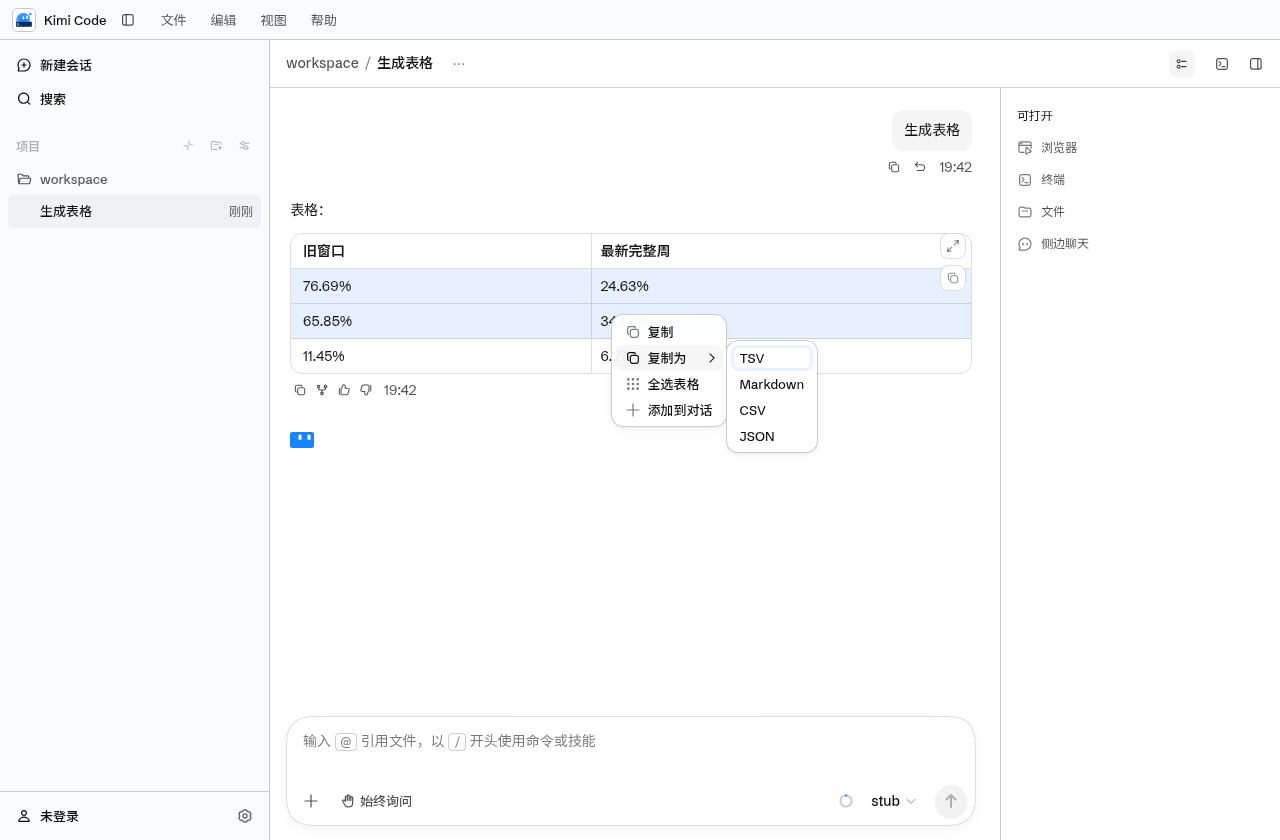 Kimi Code 文件 编辑 视图 帮助
新建会话
搜索
项目
workspace
生成表格 刚刚
未登录
workspace / 生成表格 ...
生成表格
19:42
表格：
旧窗口 最新完整周
76.69% 24.63%
65.85%
11.45%
19:42
复制
复制为
全选表格
添加到对话
TSV
Markdown
CSV
JSON
输入 @ 引用文件，以 / 开头使用命令或技能
始终询问 stub
可打开
浏览器
终端
文件
侧边聊天